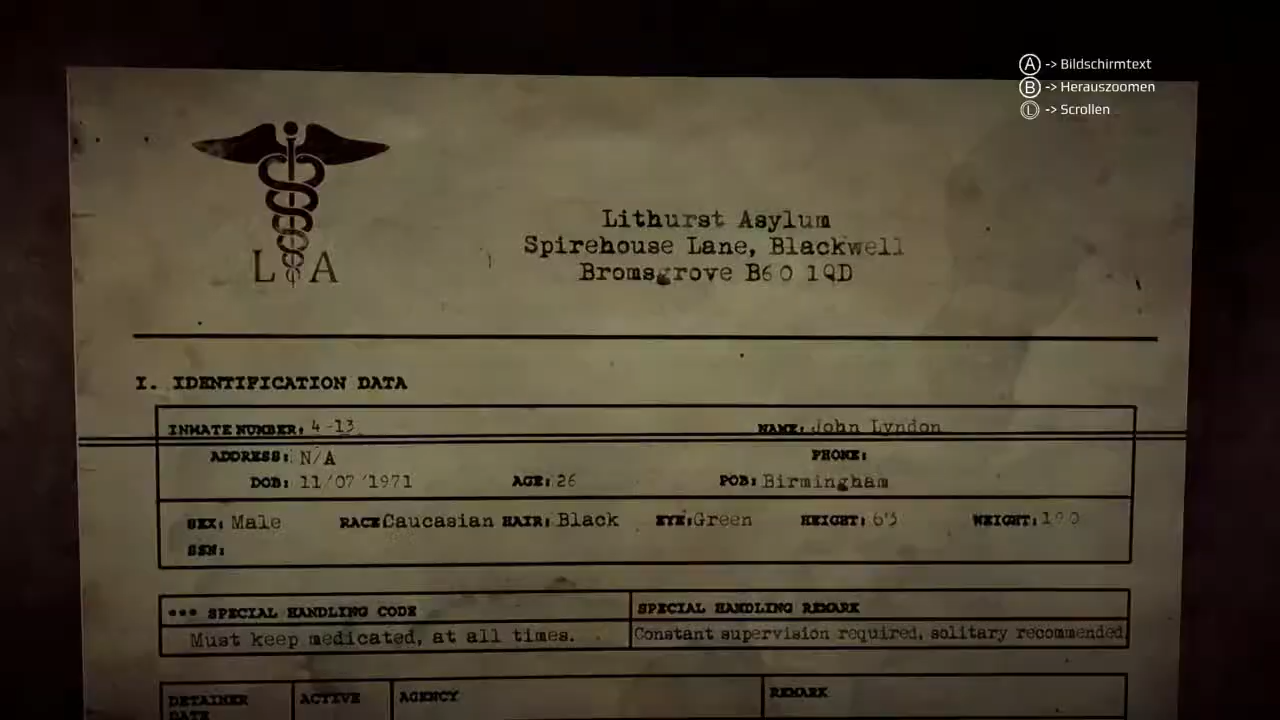 A -> Bildschirmtext
B -> Herauszoomen
L -> Scrollen
L A
Lithurst Asylum
Spirehouse Lane, Blackwell
Bromsgrove B60 1QD
I. IDENTIFICATION DATA
INMATE NUMBER: 4-13 NAME: John Lyndon
ADDRESS: N/A PHONE:
DOB: 11/07/1971 AGE: 26 POB: Birmingham
SEX: Male RACE Caucasian HAIR: Black EYE: Green HEIGHT: 6'5 WEIGHT: 190
SSN:
*** SPECIAL HANDLING CODE SPECIAL HANDLING REMARK
Must keep medicated, at all times. Constant supervision required, solitary recommended
DETAINER ACTIVE AGENCY REMARK
DATE